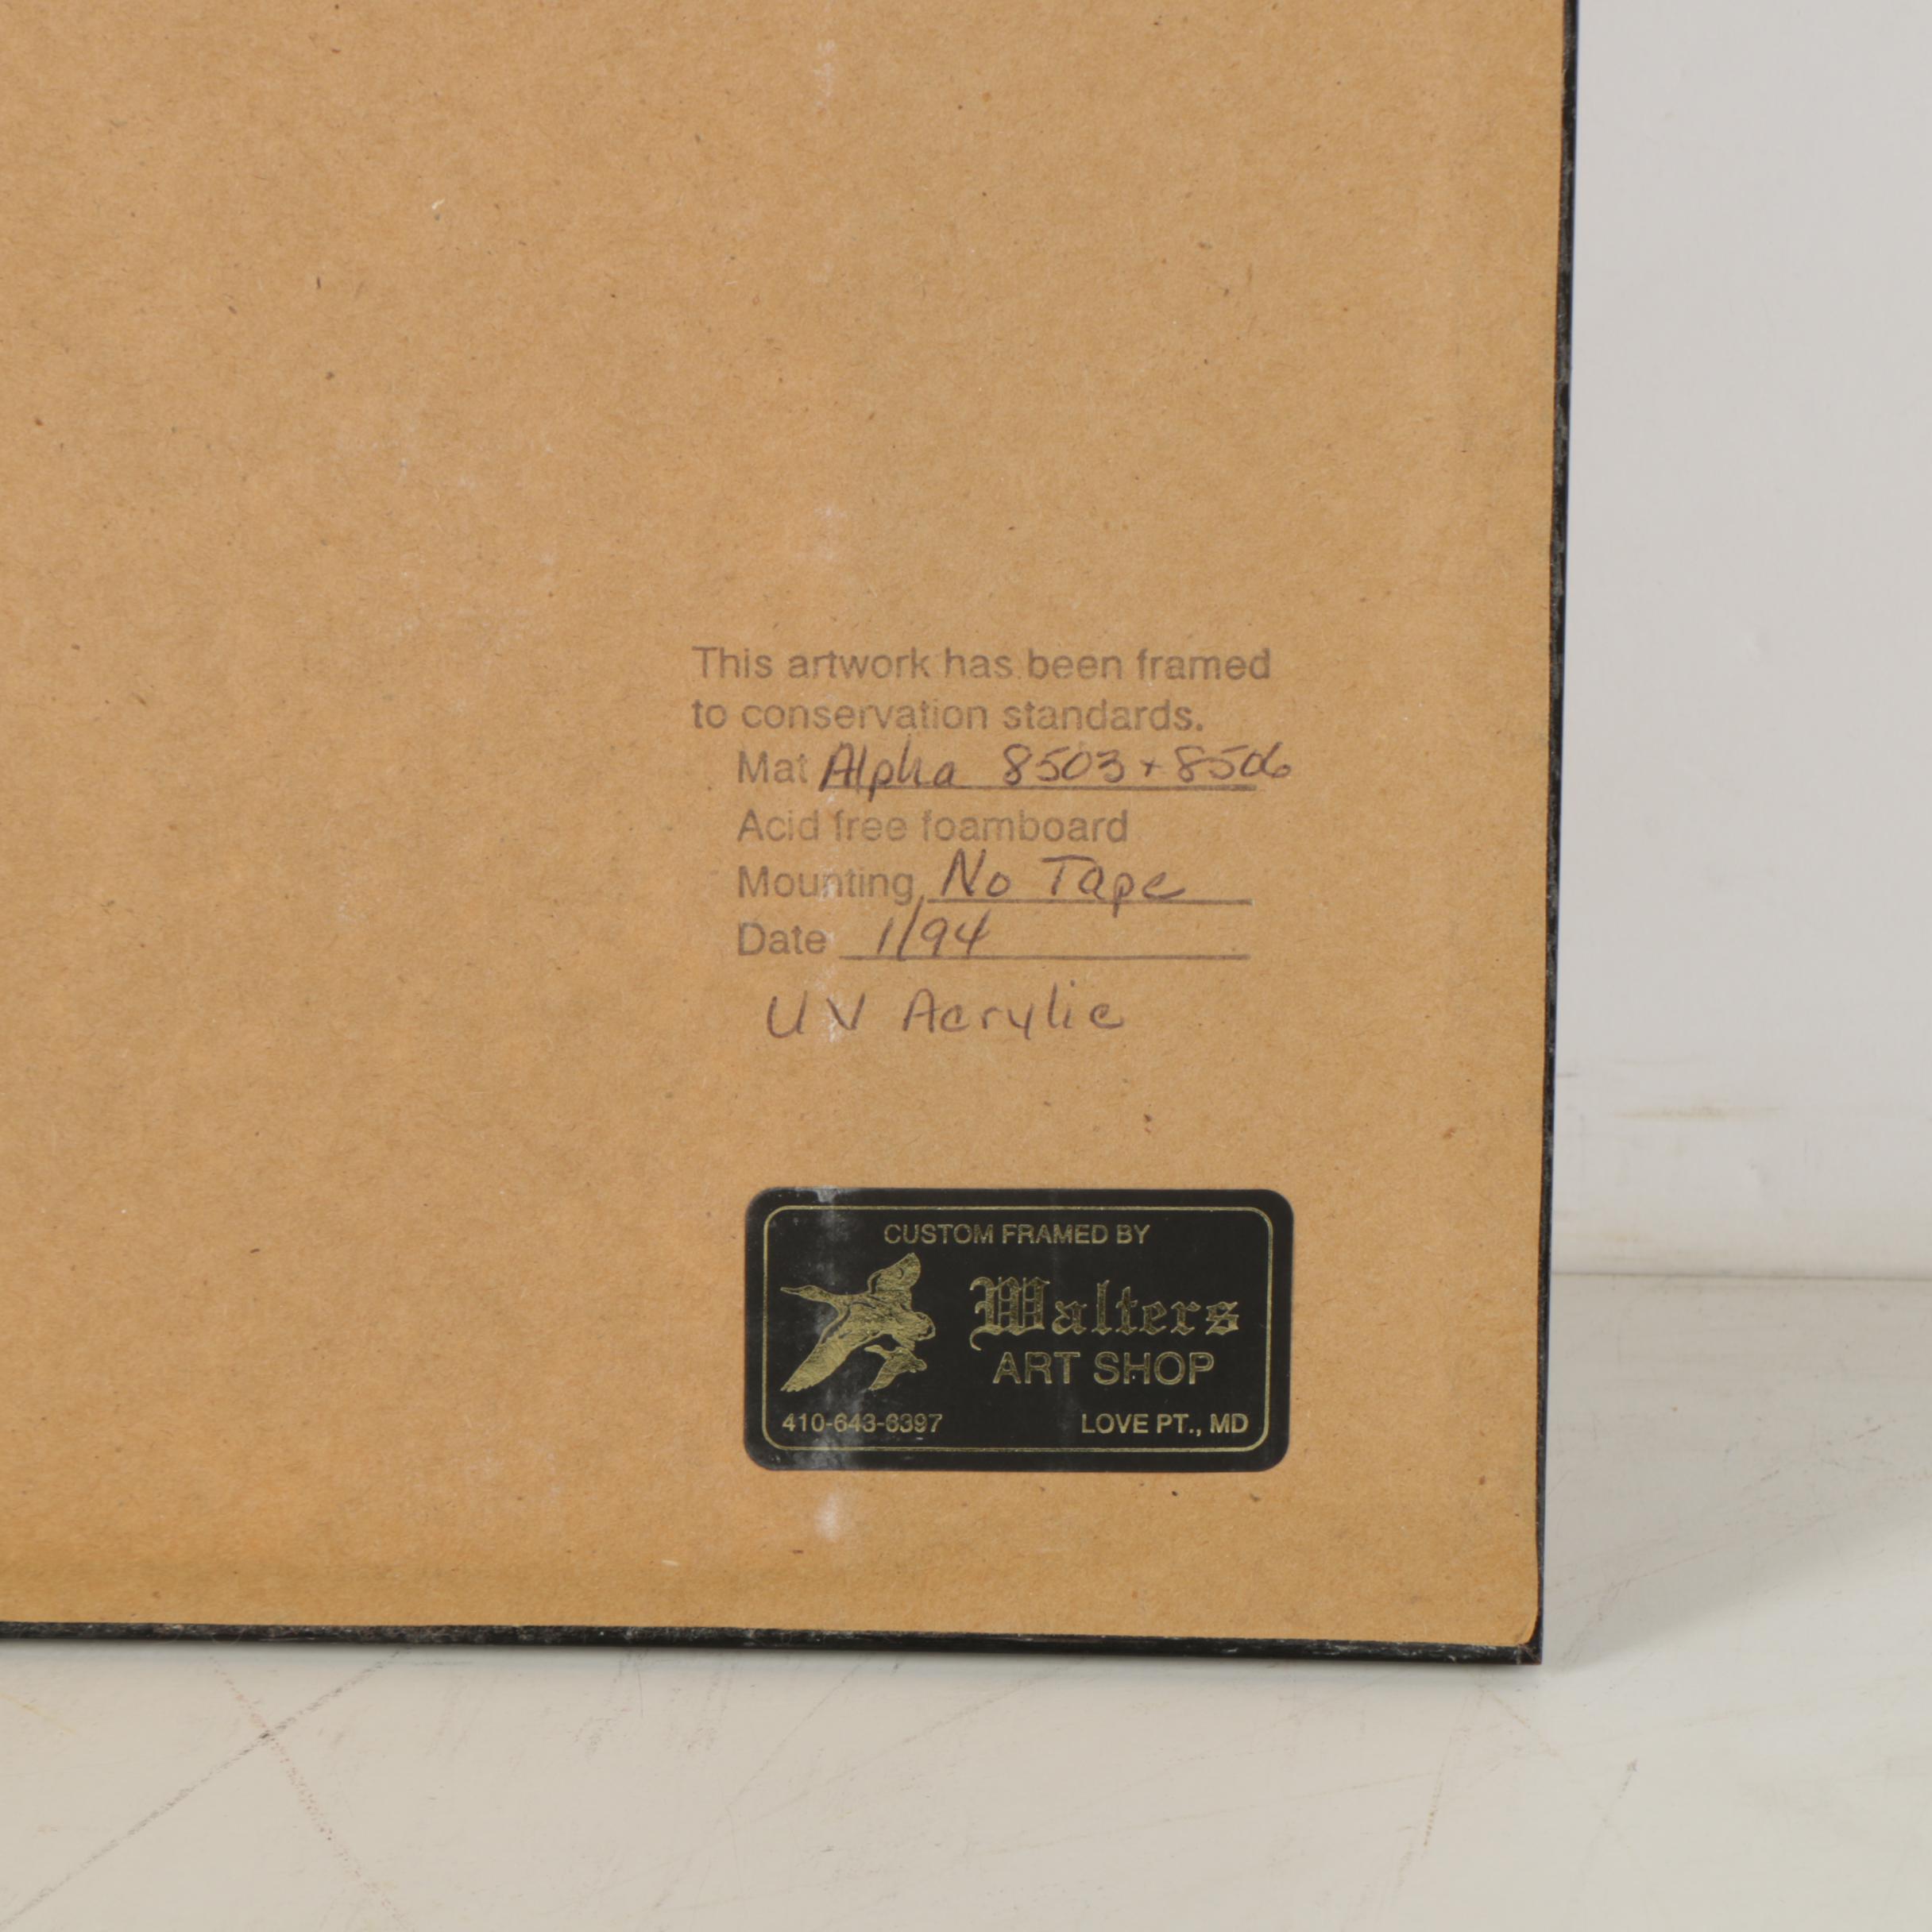 This artwork has been framed
to conservation standards.
Mat Alpha 8503 + 8506
Acid free foamboard
Mounting No Tape
Date 1/94
UV Acrylic
CUSTOM FRAMED BY
Walters
ART SHOP
410-643-6397 LOVE PT., MD